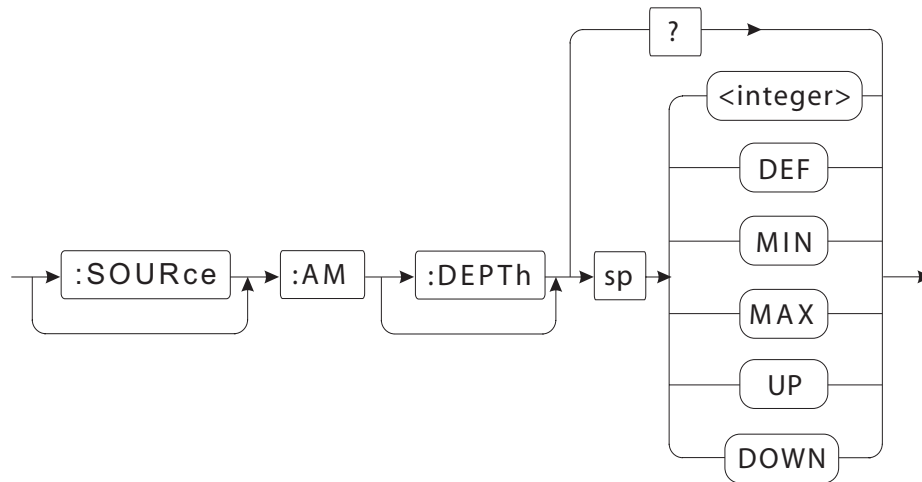 ?
<integer>
DEF
MIN
:SOURce :AM :DEPTh sp
MAX
UP
DOWN